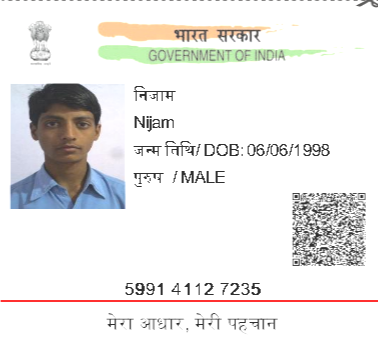 भारत सरकार
GOVERNMENT OF INDIA
निजाम
Nijam
जन्म तिथि/ DOB: 06/06/1998
पुरुष / MALE
5991 4112 7235
मेरा आधार, मेरी पहचान